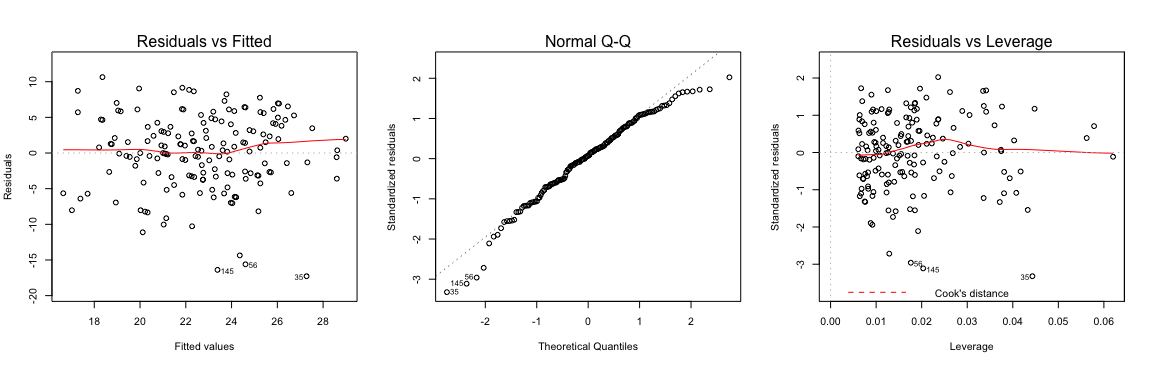 Residuals vs Fitted
Residuals
10
5
0
-5
-10
-15
-20
145
56
35
18 20 22 24 26 28
Fitted values
Normal Q-Q
Standardized residuals
2
1
0
-1
-2
-3
56
145
35
-2 -1 0 1 2
Theoretical Quantiles
Residuals vs Leverage
Standardized residuals
2
1
0
-1
-2
-3
56
145
35
Cook's distance
0.00 0.01 0.02 0.03 0.04 0.05 0.06
Leverage